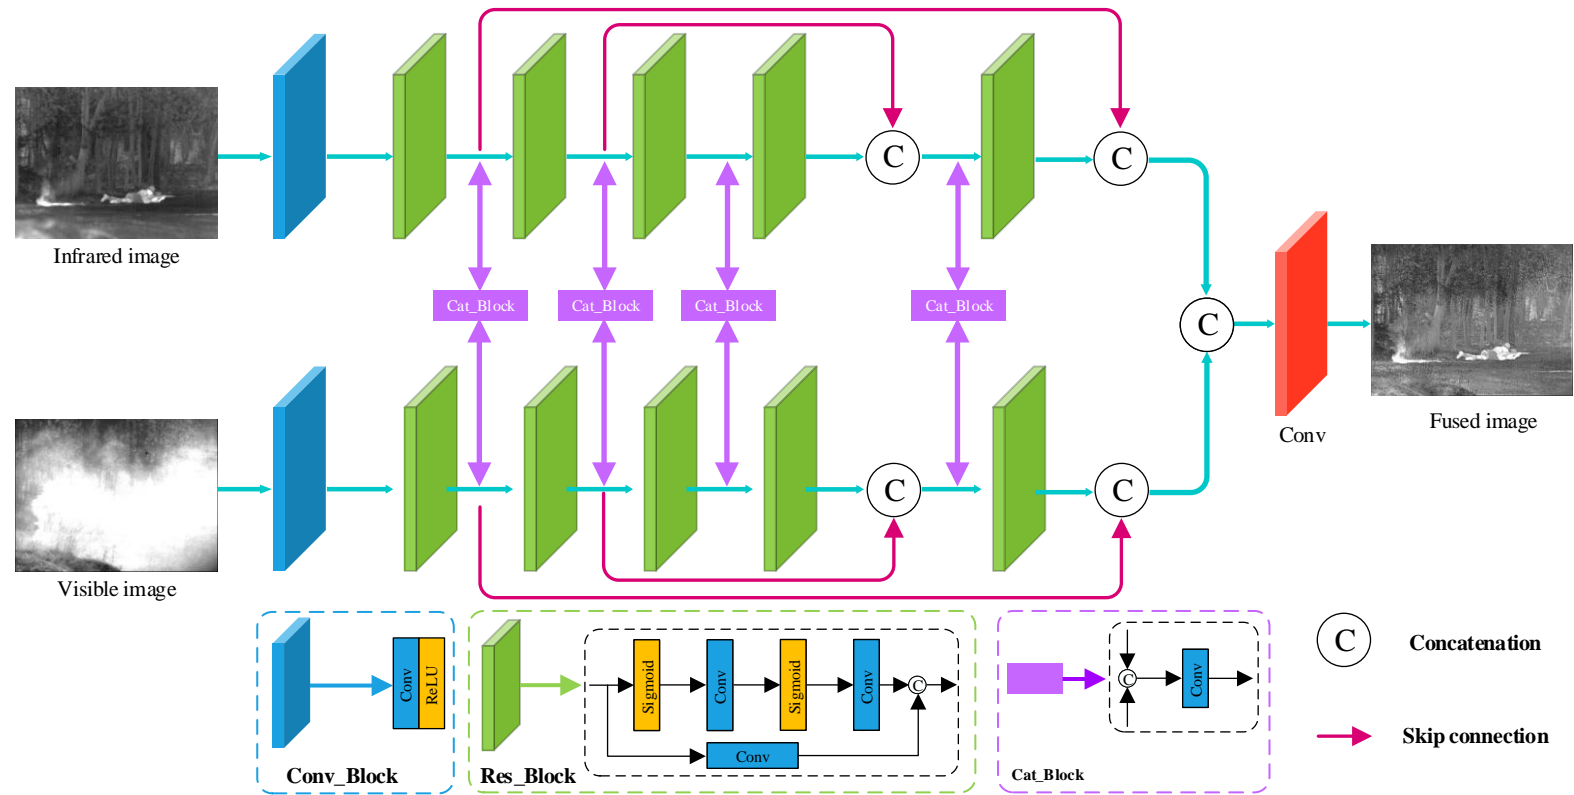 C
C
Infrared image
Cat_Block
Cat_Block
Cat_Block
Cat_Block
C
Conv
Fused image
C
C
Visible image
Conv
ReLU
Conv_Block
Sigmoid
Conv
Sigmoid
Conv
C
Conv
Res_Block
C
Conv
Cat_Block
C
Concatenation
Skip connection